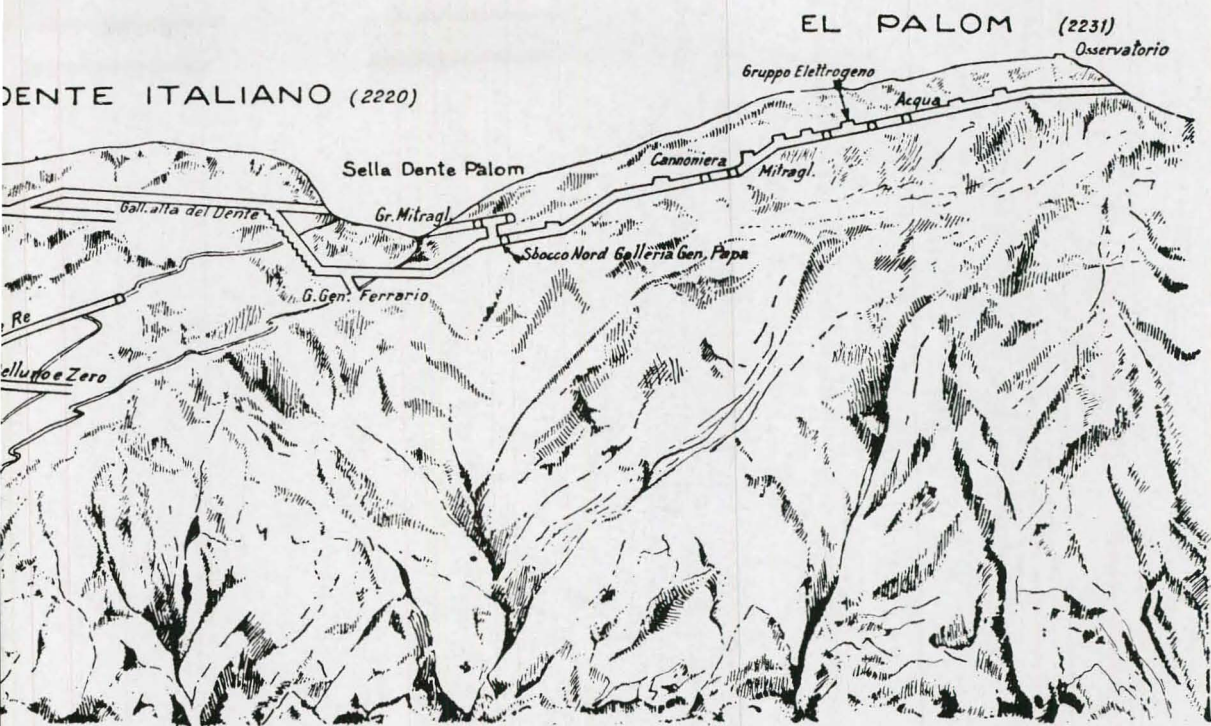 EL PALOM (2231)
Osservatorio
Gruppo Elettrogeno
DENTE ITALIANO (2220)
Acqua
Sella Dente Palom
Cannoniera
Mitragl.
Gall. alta del Dente
Gr. Mitragl.
Sbocco Nord Galleria Gen. Papa
G. Gen. Ferrario
Re
elluno e Zero